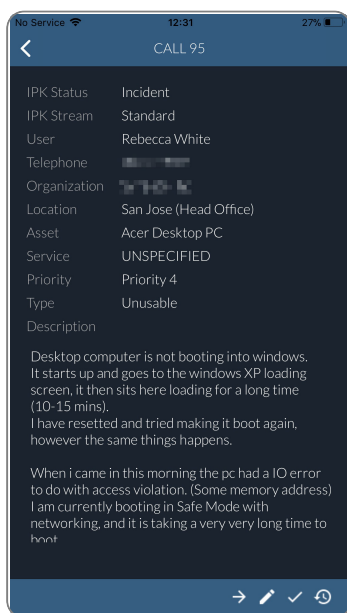 No Service 12:31 27%
CALL 95
IPK Status Incident
IPK Stream Standard
User Rebecca White
Telephone
Organization
Location San Jose (Head Office)
Asset Acer Desktop PC
Service UNSPECIFIED
Priority Priority 4
Type Unusable
Description
Desktop computer is not booting into windows.
It starts up and goes to the windows XP loading
screen, it then sits here loading for a long time
(10-15 mins).
I have resetted and tried making it boot again,
however the same things happens.
When i came in this morning the pc had a IO error
to do with access violation. (Some memory address)
I am currently booting in Safe Mode with
networking, and it is taking a very very long time to
boot